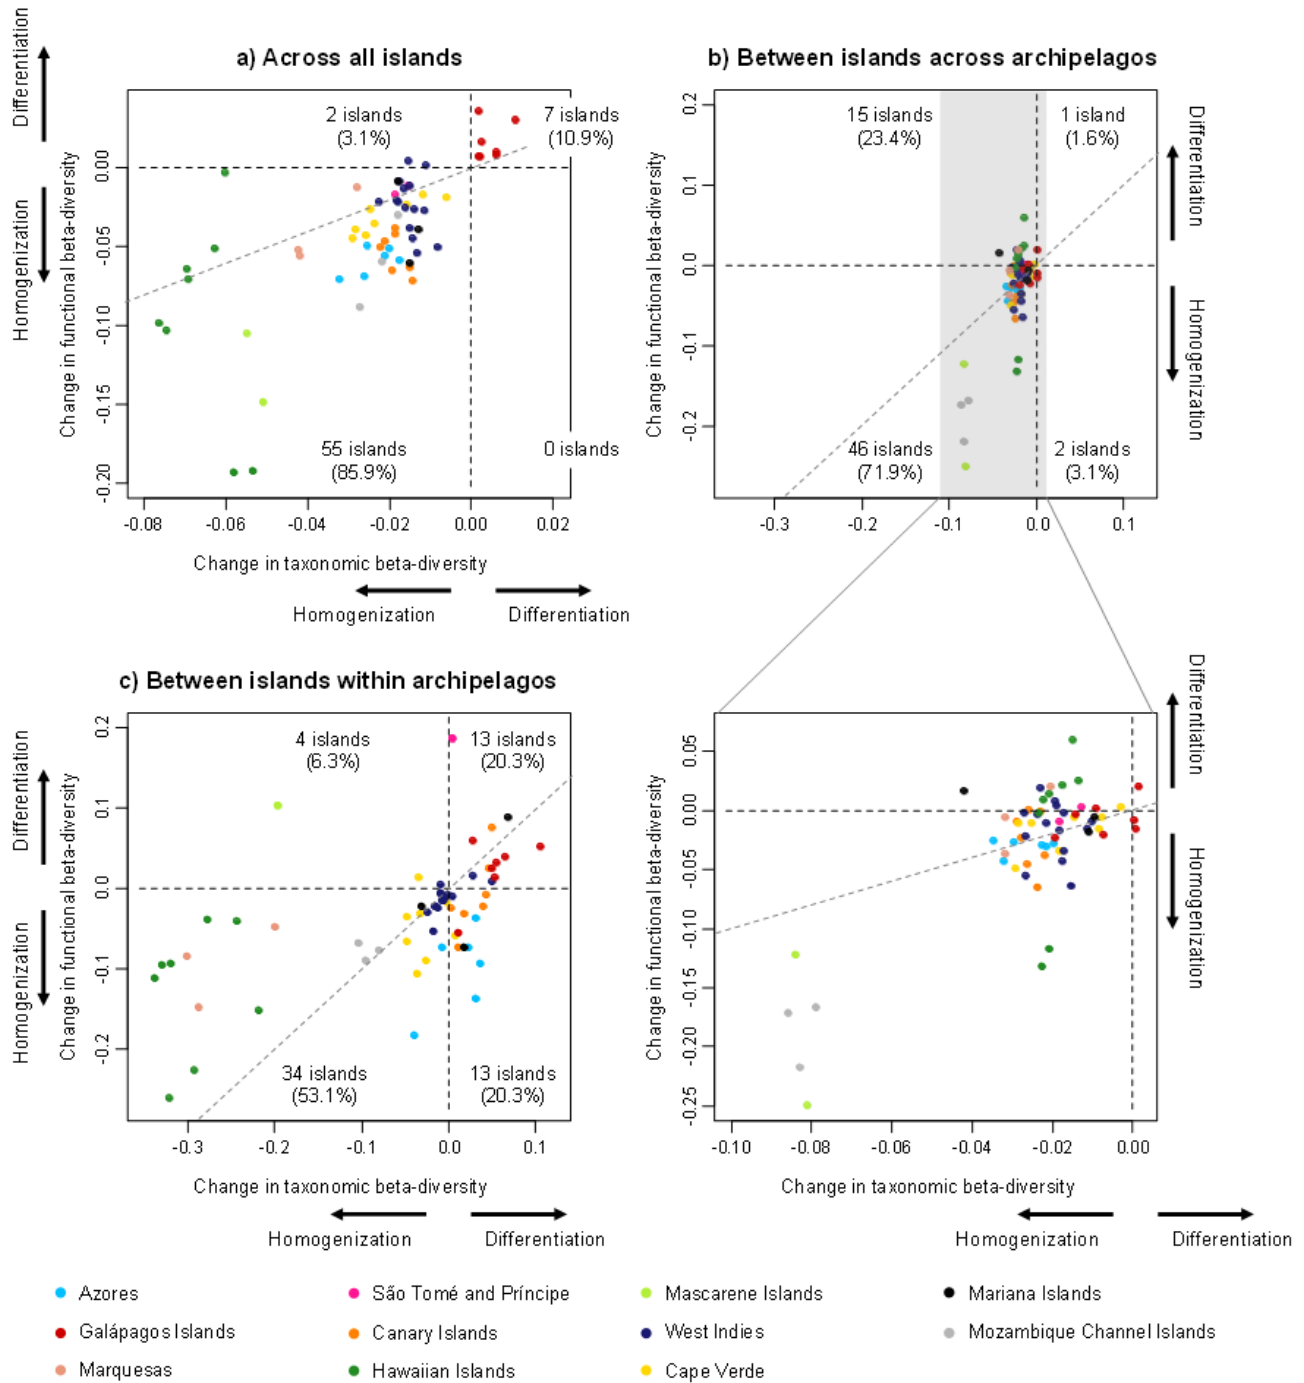 a) Across all islands
Differentiation
Homogenization
Change in functional beta-diversity
0.00
-0.05
-0.10
-0.15
-0.20
2 islands
(3.1%)
7 islands
(10.9%)
55 islands
(85.9%)
0 islands
-0.08 -0.06 -0.04 -0.02 0.00 0.02
Change in taxonomic beta-diversity
Homogenization Differentiation
b) Between islands across archipelagos
Change in functional beta-diversity
0.2
0.1
0.0
-0.1
-0.2
15 islands
(23.4%)
1 island
(1.6%)
46 islands
(71.9%)
2 islands
(3.1%)
-0.3 -0.2 -0.1 0.0 0.1
Differentiation
Homogenization
c) Between islands within archipelagos
Differentiation
Homogenization
Change in functional beta-diversity
0.2
0.1
0.0
-0.1
-0.2
4 islands
(6.3%)
13 islands
(20.3%)
34 islands
(53.1%)
13 islands
(20.3%)
-0.3 -0.2 -0.1 0.0 0.1
Change in taxonomic beta-diversity
Homogenization Differentiation
Change in functional beta-diversity
0.05
0.00
-0.05
-0.10
-0.15
-0.20
-0.25
-0.10 -0.08 -0.06 -0.04 -0.02 0.00
Change in taxonomic beta-diversity
Homogenization Differentiation
Differentiation
Homogenization
Azores São Tomé and Príncipe Mascarene Islands Mariana Islands
Galápagos Islands Canary Islands West Indies Mozambique Channel Islands
Marquesas Hawaiian Islands Cape Verde